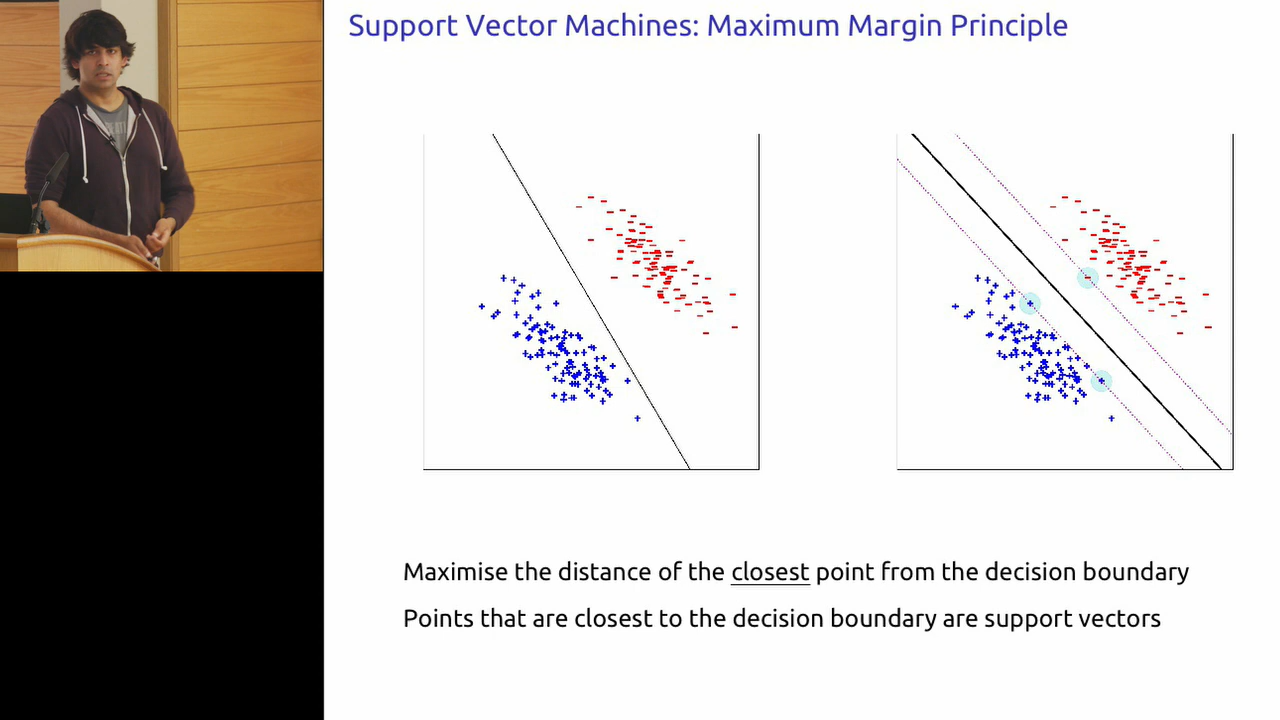 Support Vector Machines: Maximum Margin Principle
Maximise the distance of the closest point from the decision boundary
Points that are closest to the decision boundary are support vectors